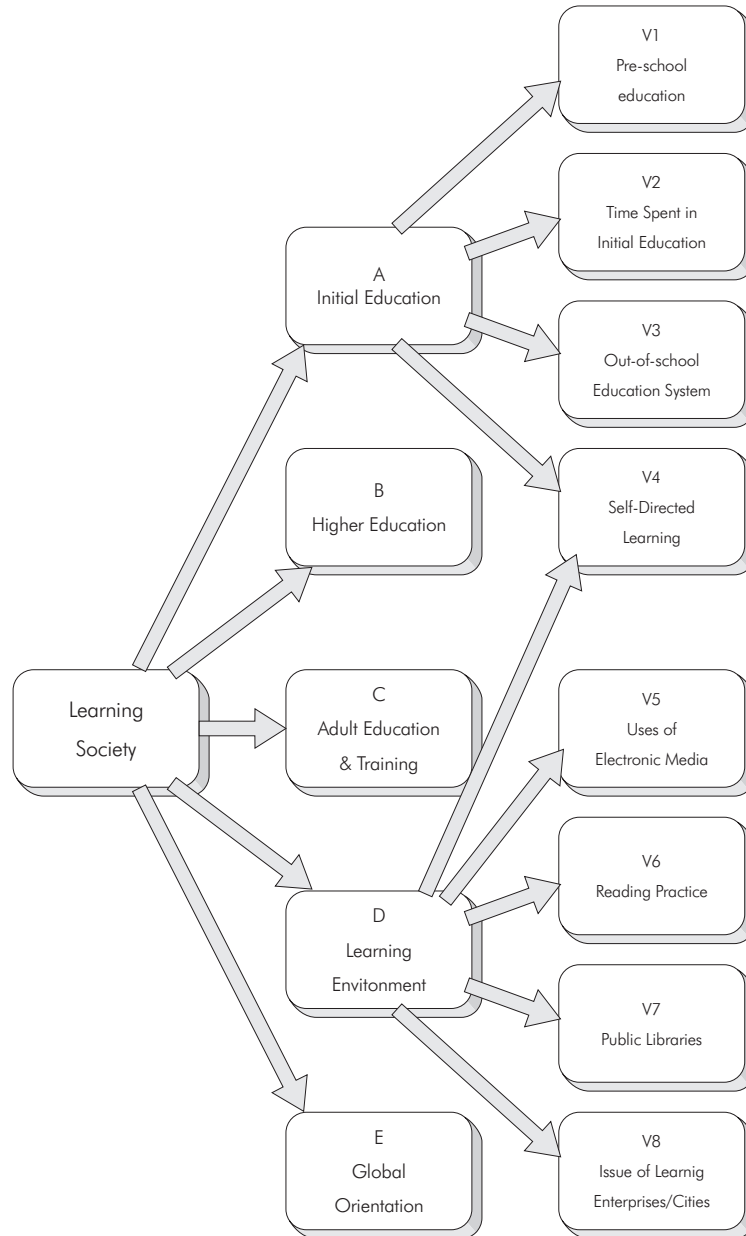 Learning
Society
A
Initial Education
B
Higher Education
C
Adult Education
& Training
D
Learning
Envitonment
E
Global
Orientation
V1
Pre-school
education
V2
Time Spent in
Initial Education
V3
Out-of-school
Education System
V4
Self-Directed
Learning
V5
Uses of
Electronic Media
V6
Reading Practice
V7
Public Libraries
V8
Issue of Learnig
Enterprises/Cities